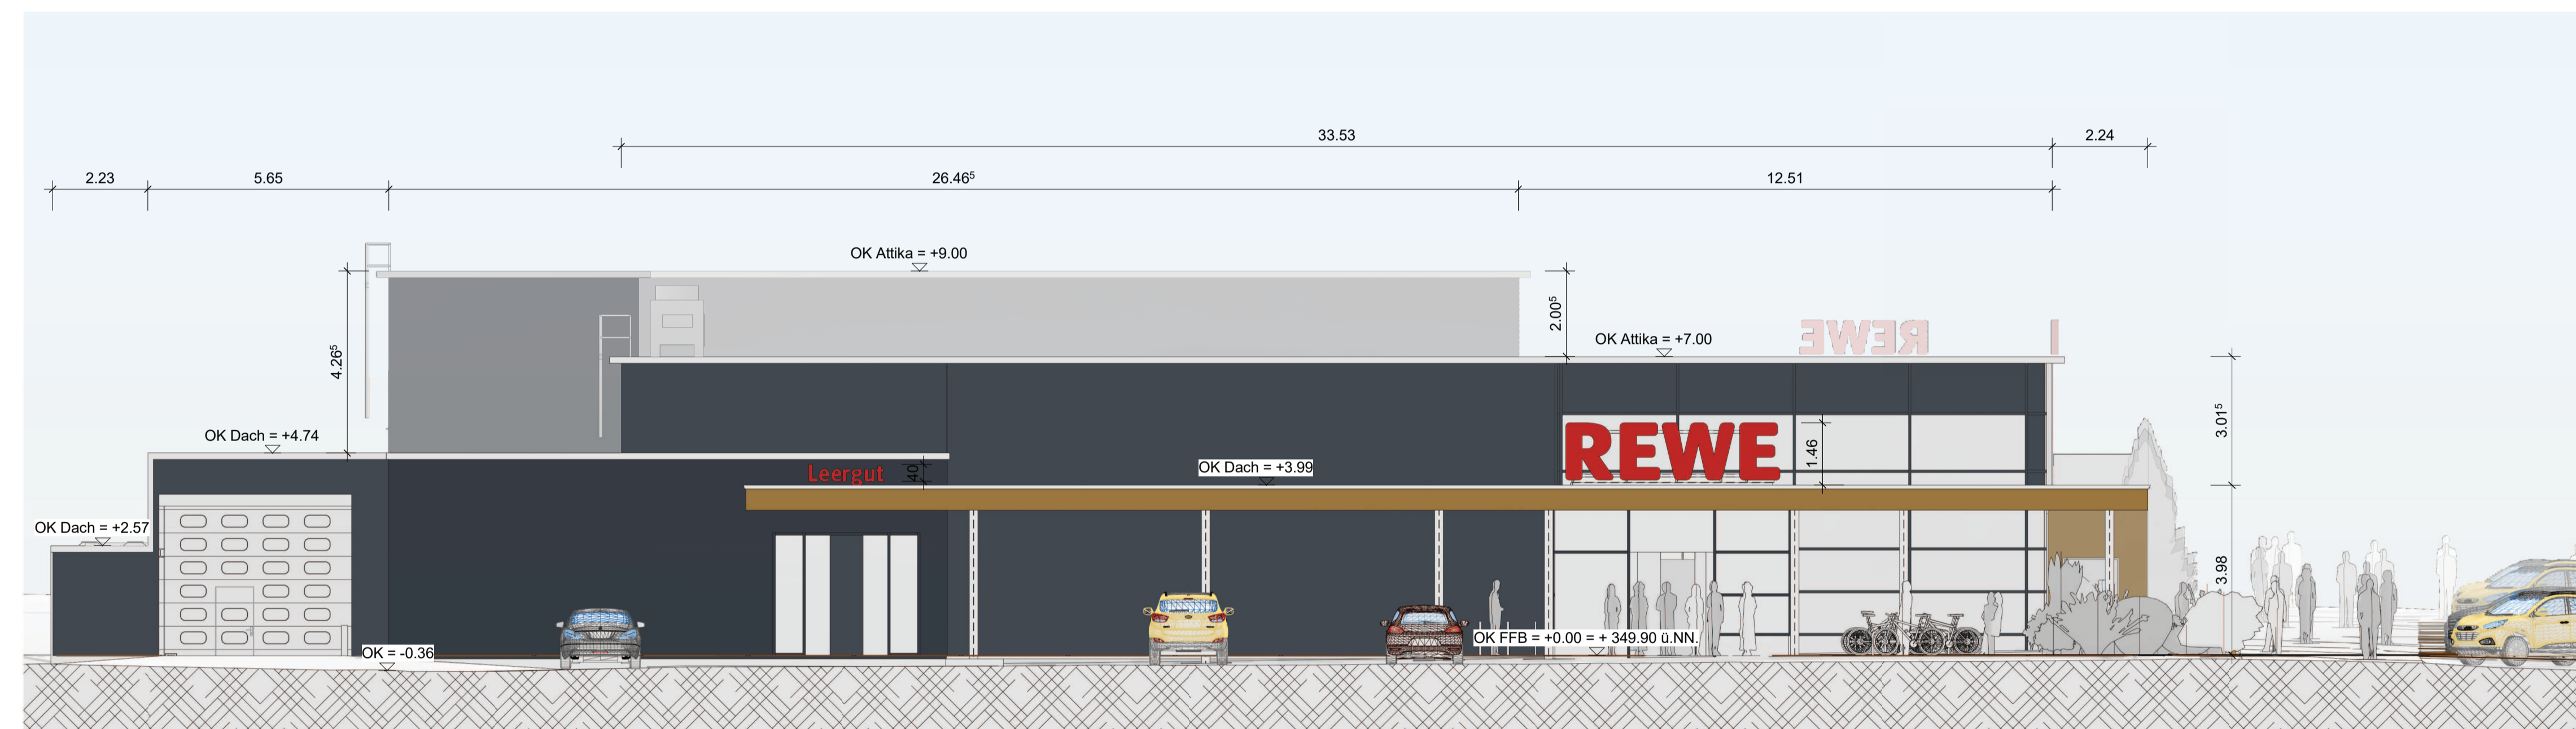 33.53
2.24
2.23
5.65
26.46⁵
12.51
OK Attika = +9.00
2.00⁵
REWE
OK Attika = +7.00
4.26⁵
3.01⁵
OK Dach = +4.74
REWE
1.46
Leergut
40
OK Dach = +3.99
OK Dach = +2.57
3.98
OK FFB = +0.00 = + 349.90 ü.NN.
OK = -0.36